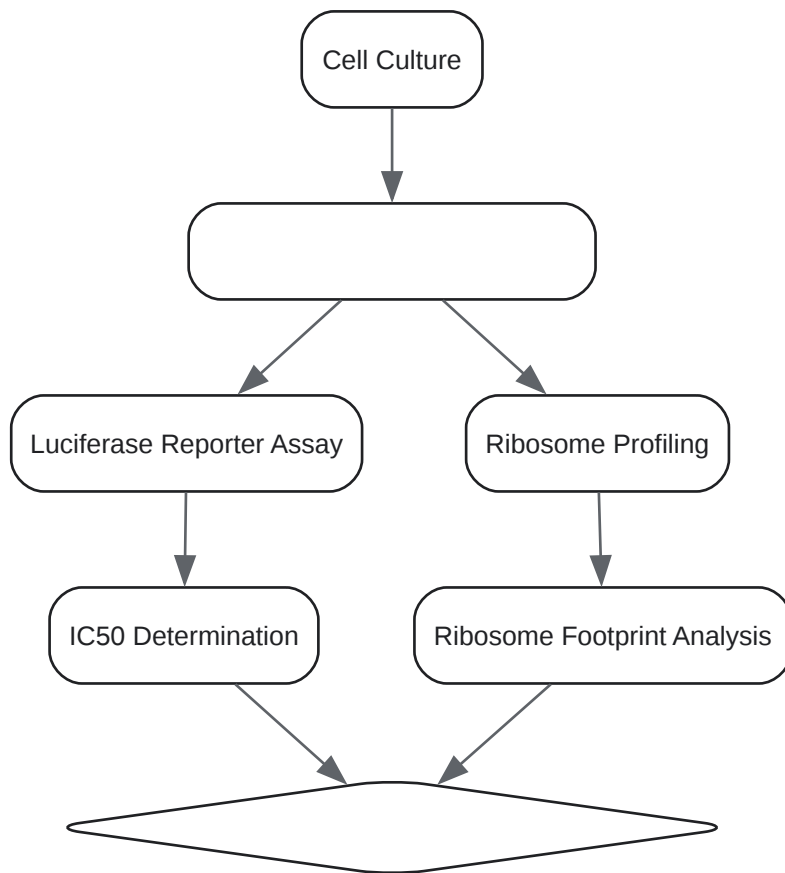 Cell Culture
Luciferase Reporter Assay
Ribosome Profiling
IC50 Determination
Ribosome Footprint Analysis